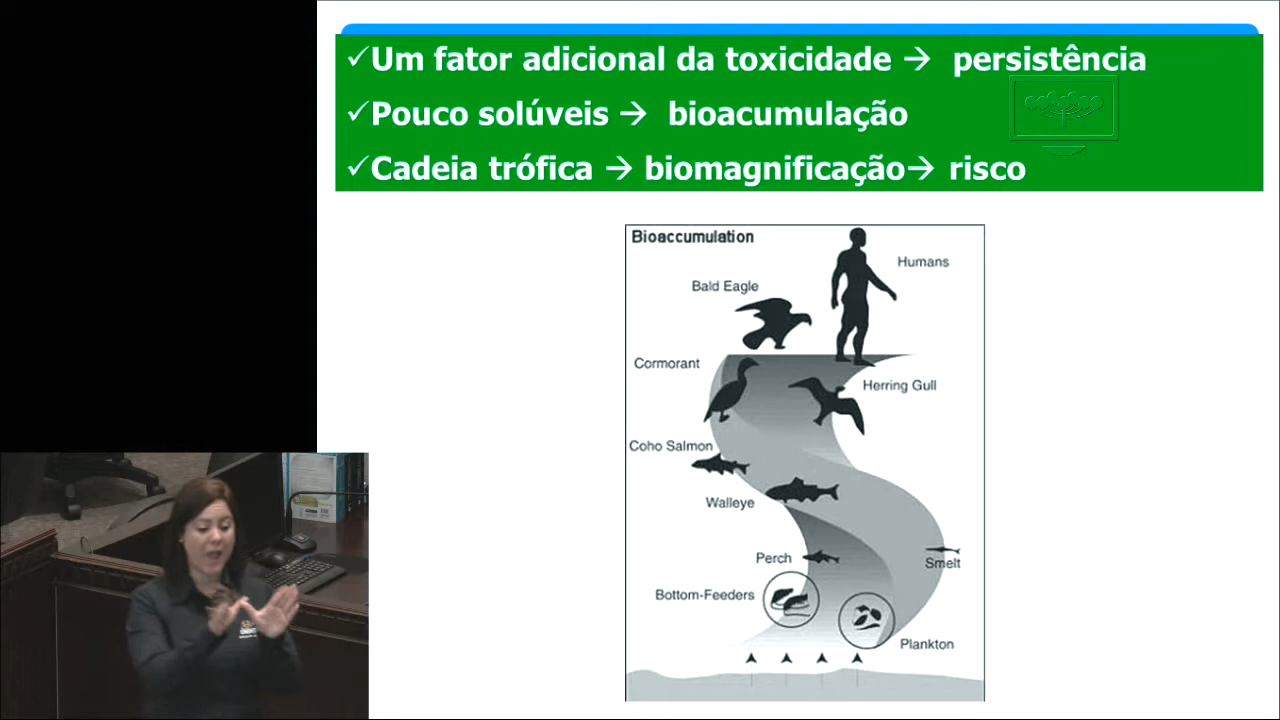 ✓Um fator adicional da toxicidade → persistência
✓Pouco solúveis → bioacumulação
✓Cadeia trófica → biomagnificação→ risco
Bioaccumulation
Humans
Bald Eagle
Cormorant
Herring Gull
Coho Salmon
Walleye
Perch
Smelt
Bottom-Feeders
Plankton